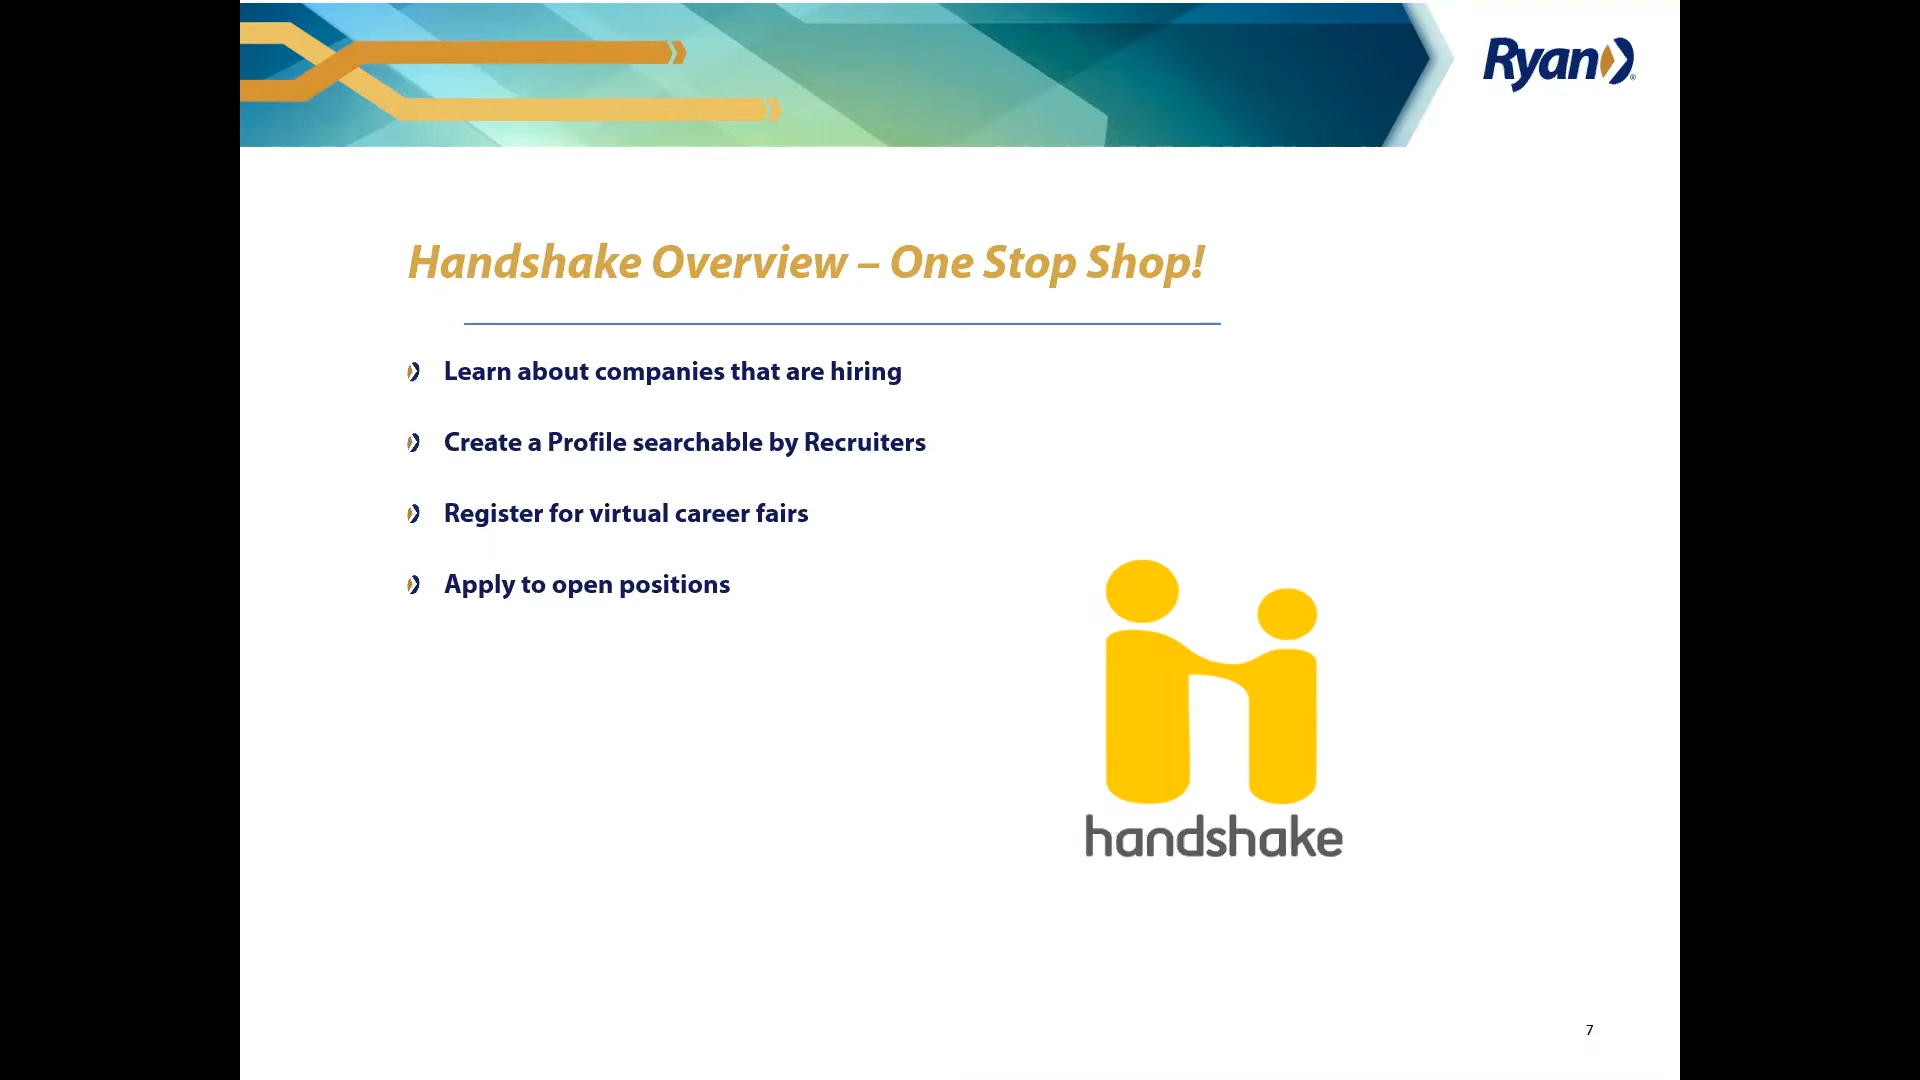 Ryan
Handshake Overview – One Stop Shop!
Learn about companies that are hiring
Create a Profile searchable by Recruiters
Register for virtual career fairs
Apply to open positions
handshake
7